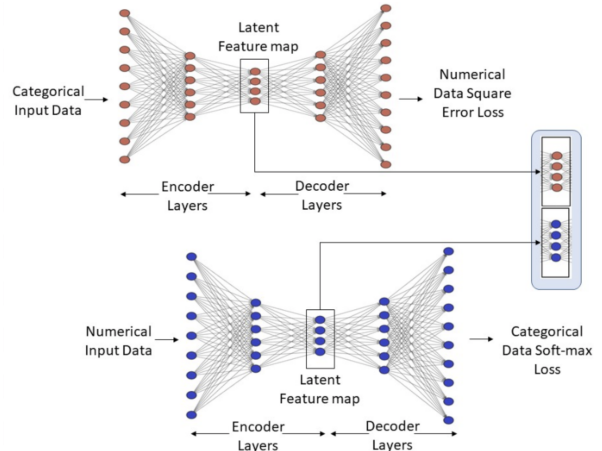 Latent
Feature map
Categorical
Input Data
Numerical
Data Square
Error Loss
Encoder
Layers
Decoder
Layers
Numerical
Input Data
Latent
Feature map
Categorical
Data Soft-max
Loss
Encoder
Layers
Decoder
Layers